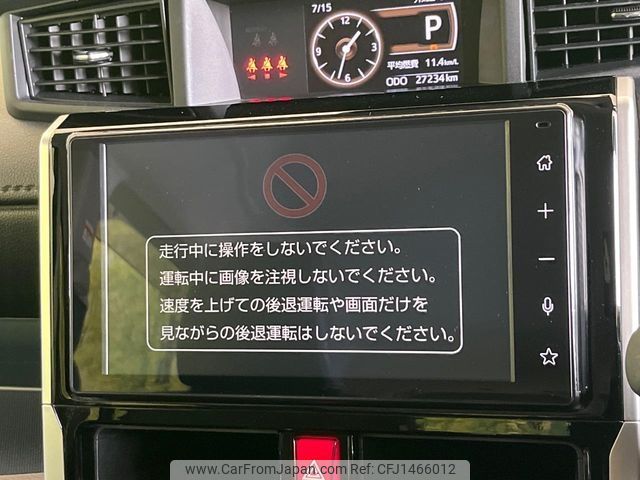 7/15
12
3
6
P
平均燃費 11.4km/L
ODO 27234km
走行中に操作をしないでください。
運転中に画像を注視しないでください。
速度を上げての後退運転や画面だけを
見ながらの後退運転はしないでください。
www.CarFromJapan.com | REF No: CFJ1466012